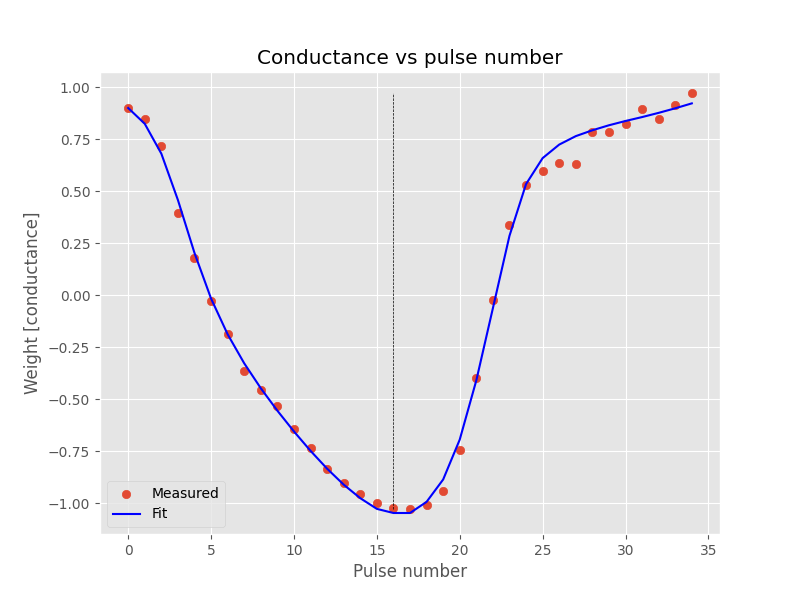 Conductance vs pulse number
Weight [conductance]
1.00
0.75
0.50
0.25
0.00
−0.25
−0.50
−0.75
−1.00
Measured
Fit
0 5 10 15 20 25 30 35
Pulse number